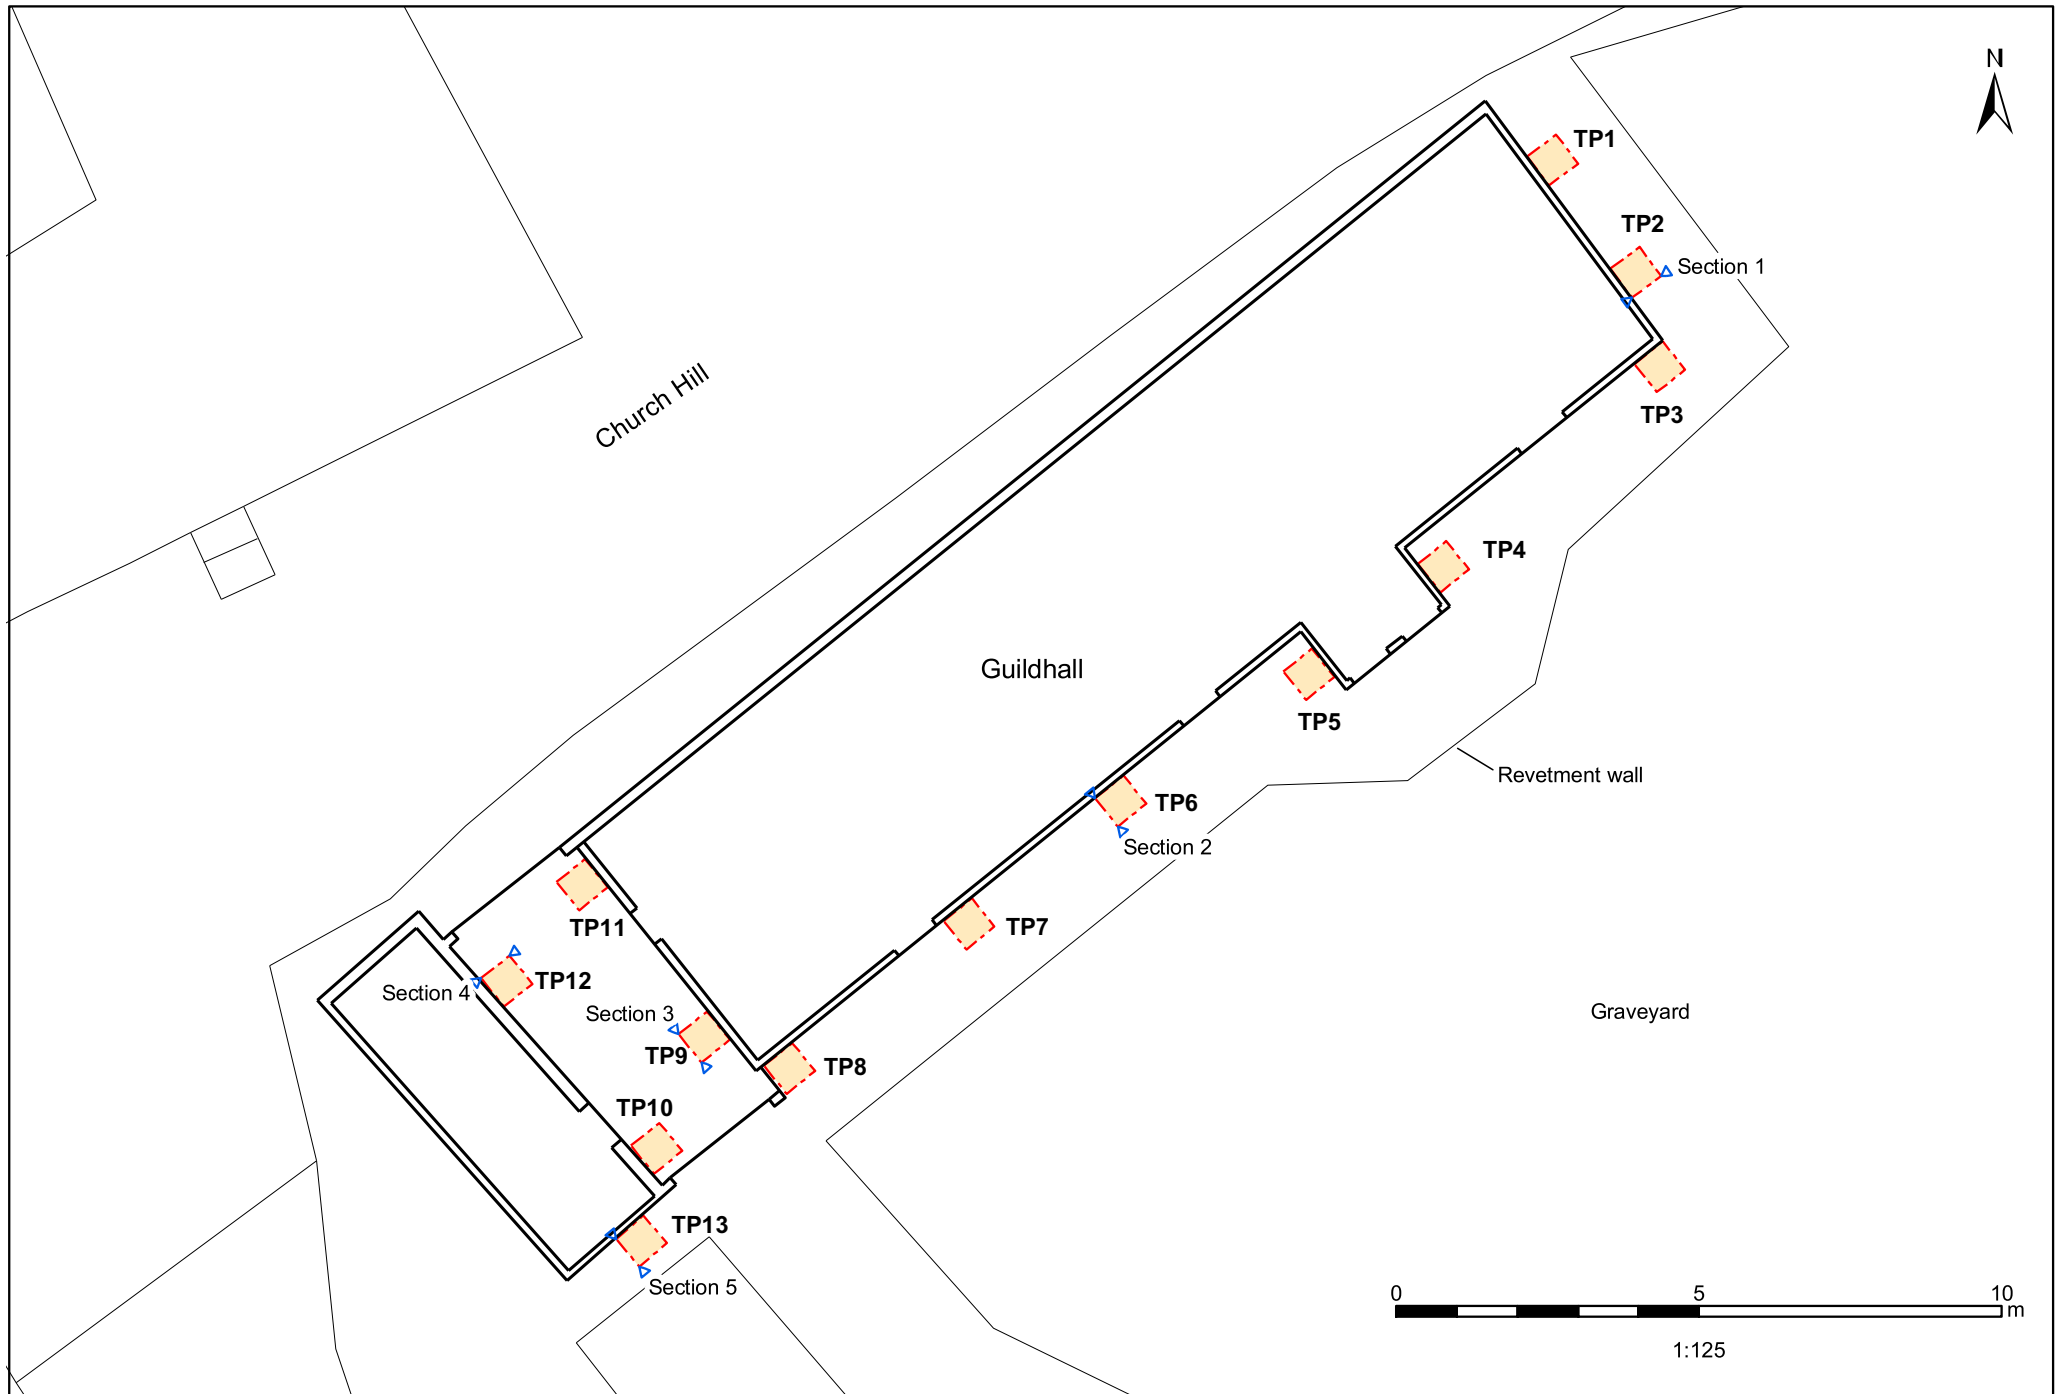 N
TP1
TP2
Section 1
Church Hill
TP3
TP4
Guildhall
TP5
Revetment wall
TP6
Section 2
TP11
TP7
TP12
Section 4
Section 3
Graveyard
TP9
TP8
TP10
TP13
Section 5
0 5 10
m
1:125